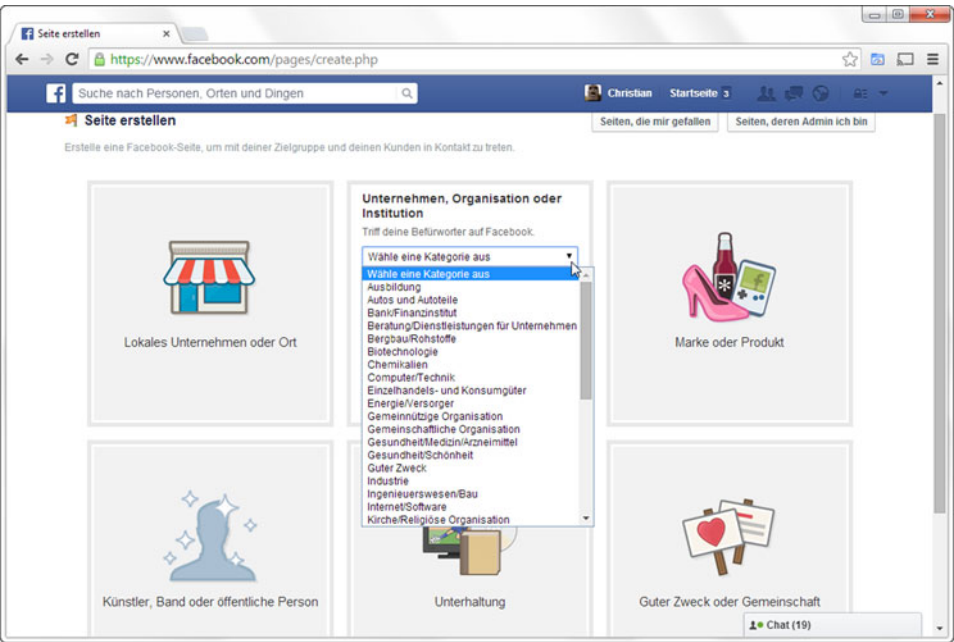 Seite erstellen
https://www.facebook.com/pages/create.php
Suche nach Personen, Orten und Dingen
Christian
Startseite 3
Seite erstellen
Seiten, die mir gefallen
Seiten, deren Admin ich bin
Erstelle eine Facebook-Seite, um mit deiner Zielgruppe und deinen Kunden in Kontakt zu treten.
Lokales Unternehmen oder Ort
Unternehmen, Organisation oder
Institution
Triff deine Befürworter auf Facebook.
Wähle eine Kategorie aus
Wähle eine Kategorie aus
Ausbildung
Autos und Autoteile
Bank/Finanzinstitut
Beratung/Dienstleistungen für Unternehmen
Bergbau/Rohstoffe
Biotechnologie
Chemikalien
Computer/Technik
Einzelhandels- und Konsumgüter
Energie/Versorger
Gemeinnützige Organisation
Gemeinschaftliche Organisation
Gesundheit/Medizin/Arzneimittel
Gesundheit/Schönheit
Guter Zweck
Industrie
Ingenieuerswesen/Bau
Internet/Software
Kirche/Religiöse Organisation
Marke oder Produkt
Künstler, Band oder öffentliche Person
Unterhaltung
Guter Zweck oder Gemeinschaft
Chat (19)